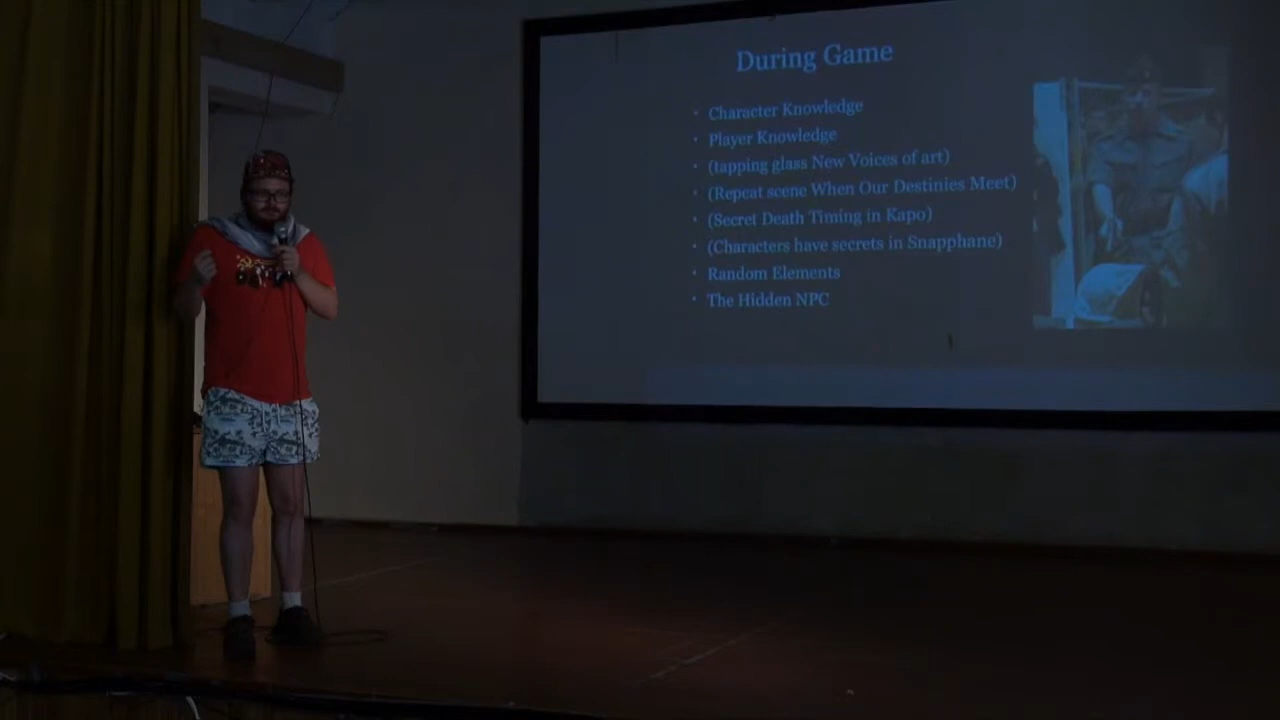 During Game
• Character Knowledge
• Player Knowledge
• (tapping glass New Voices of art)
• (Repeat scene When Our Destinies Meet)
• (Secret Death Timing in Kapo)
• (Characters have secrets in Snapphane)
• Random Elements
• The Hidden NPC